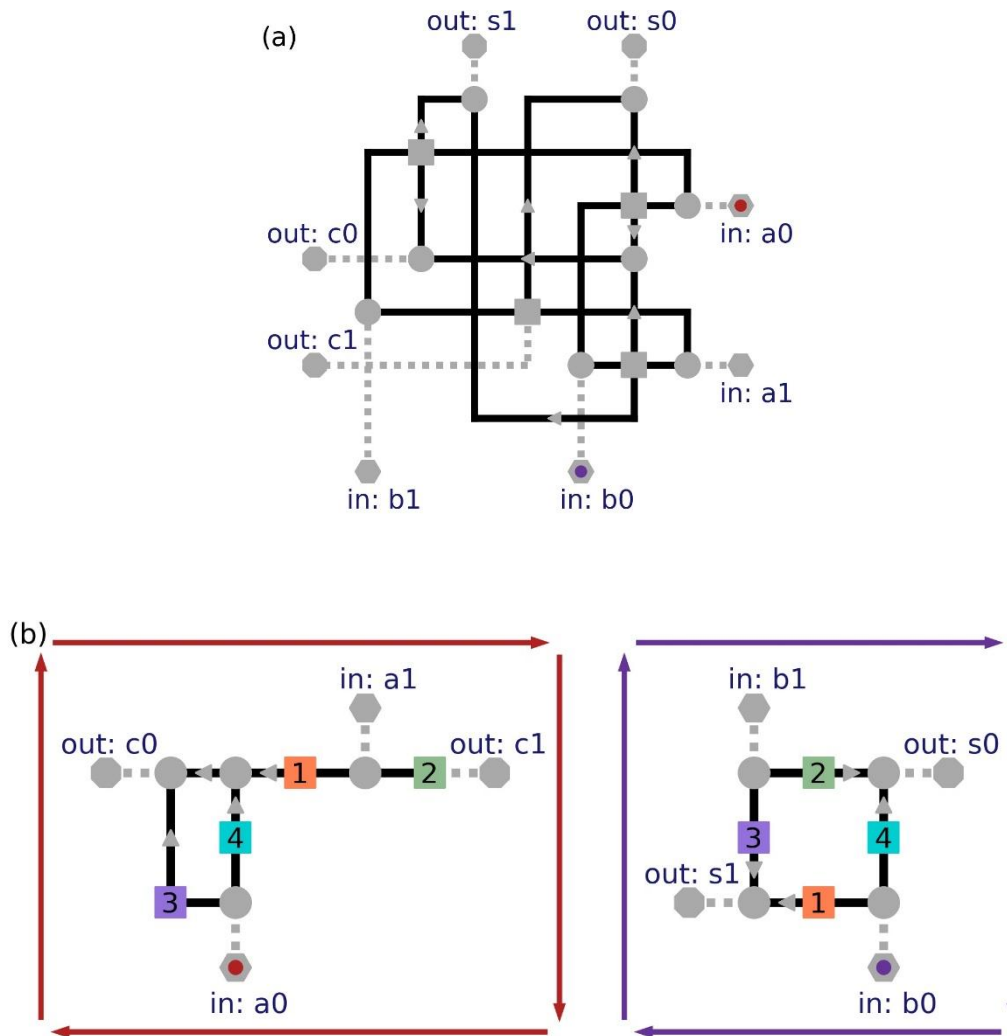 (a)
out: s1
out: s0
in: a0
out: c0
out: c1
in: a1
in: b1
in: b0
(b)
in: a1
out: c0
out: c1
1
2
4
3
in: a0
in: b1
out: s0
2
3
4
out: s1
1
in: b0